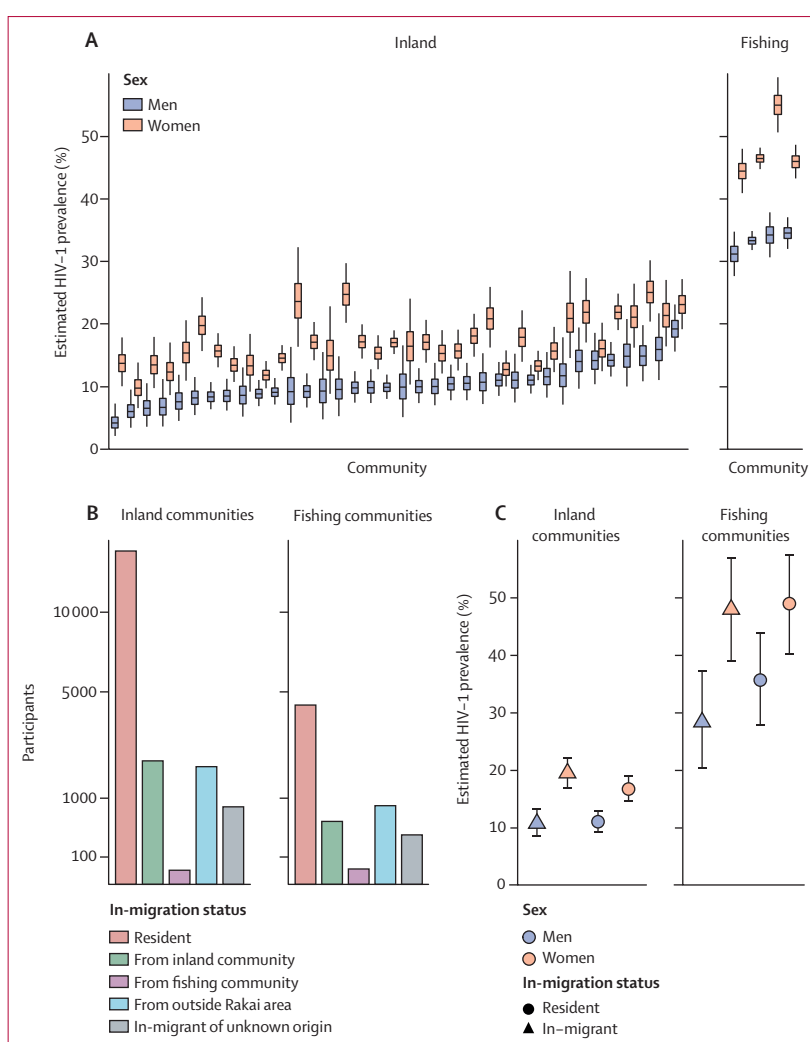 A
Inland
Fishing
Sex
Men
Women
Estimated HIV–1 prevalence (%)
50
40
30
20
10
0
Community
Community
B
Inland communities
Fishing communities
Participants
10 000
5000
1000
100
In-migration status
Resident
From inland community
From fishing community
From outside Rakai area
In-migrant of unknown origin
C
Inland
communities
Fishing
communities
Estimated HIV–1 prevalence (%)
50
40
30
20
10
0
Sex
Men
Women
In-migration status
Resident
In–migrant